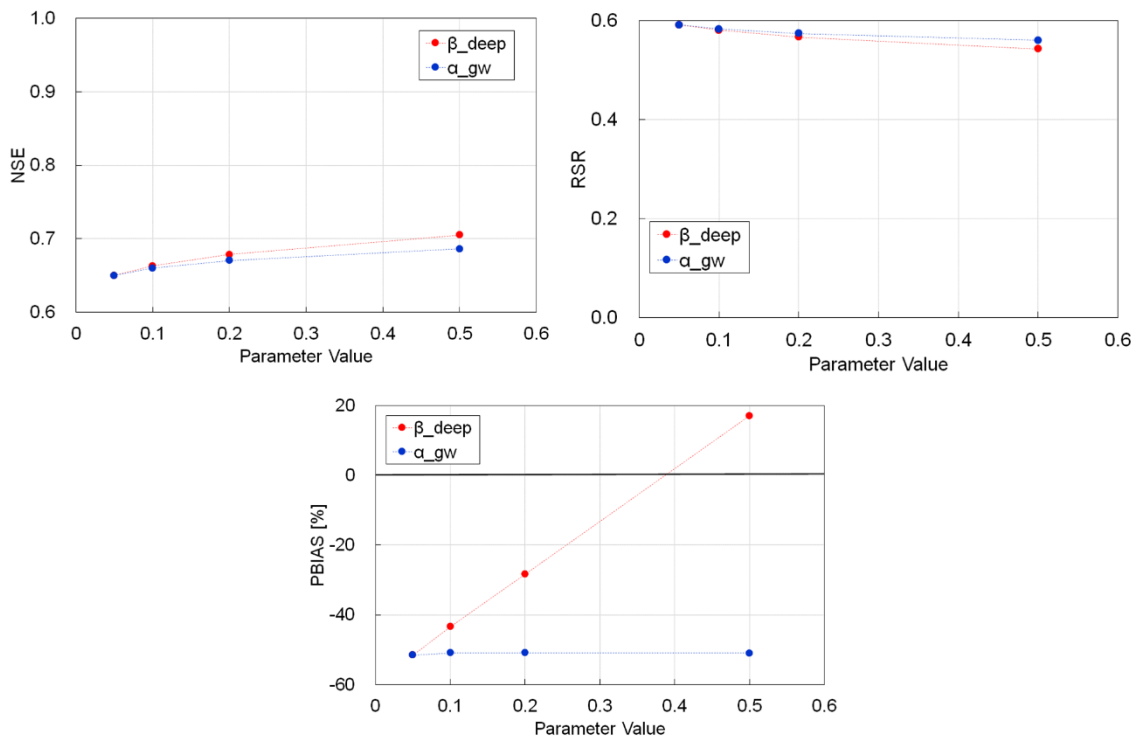 1.0
0.9
0.8
0.7
0.6
NSE
β_deep
α_gw
0 0.1 0.2 0.3 0.4 0.5 0.6
Parameter Value
0.6
0.4
0.2
0.0
RSR
β_deep
α_gw
0 0.1 0.2 0.3 0.4 0.5 0.6
Parameter Value
20
0
-20
-40
-60
PBIAS [%]
β_deep
α_gw
0 0.1 0.2 0.3 0.4 0.5 0.6
Parameter Value